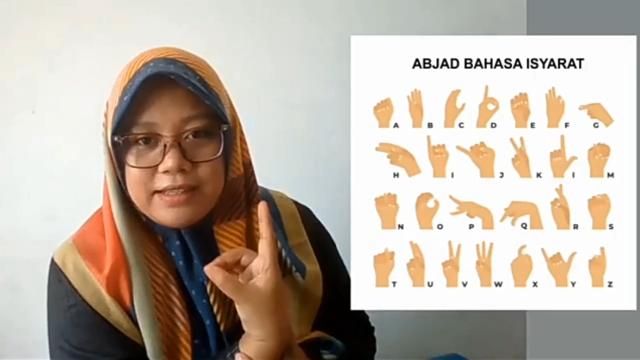 ABJAD BAHASA ISYARAT
A B C D E F G
H I J K I M
N O P Q R S
T U V W X Y Z